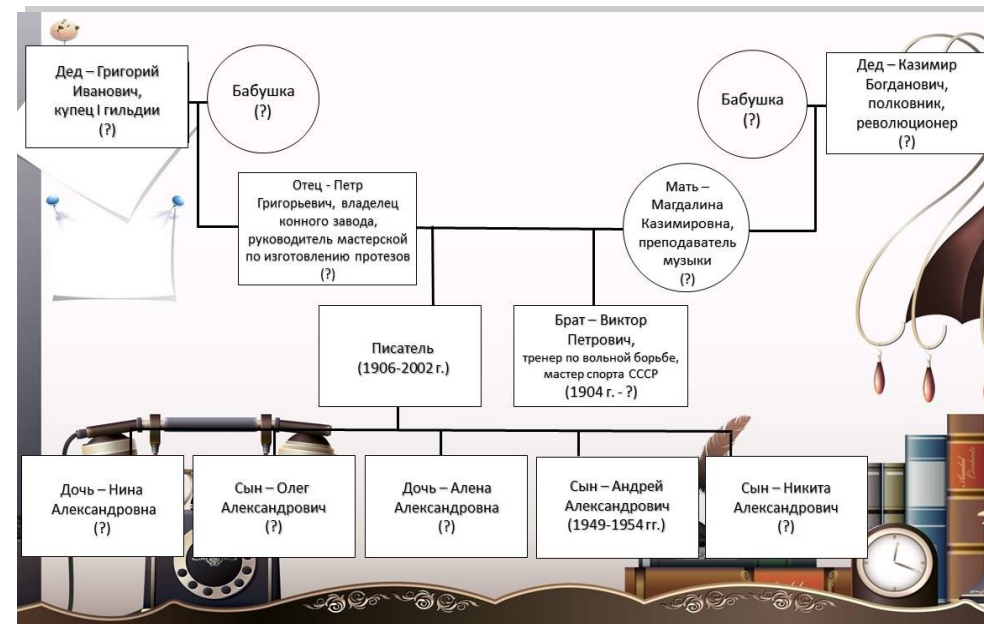 Дед – Григорий
Иванович,
купец I гильдии
(?)
Бабушка
(?)
Бабушка
(?)
Дед – Казимир
Богданович,
полковник,
революционер
(?)
Отец - Петр
Григорьевич, владелец
конного завода,
руководитель мастерской
по изготовлению протезов
(?)
Мать –
Магдалина
Казимировна,
преподаватель
музыки
(?)
Писатель
(1906-2002 г.)
Брат – Виктор
Петрович,
тренер по вольной борьбе,
мастер спорта СССР
(1904 г. - ?)
Дочь – Нина
Александровна
(?)
Сын – Олег
Александрович
(?)
Дочь – Алена
Александровна
(?)
Сын – Андрей
Александрович
(1949-1954 гг.)
Сын – Никита
Александрович
(?)